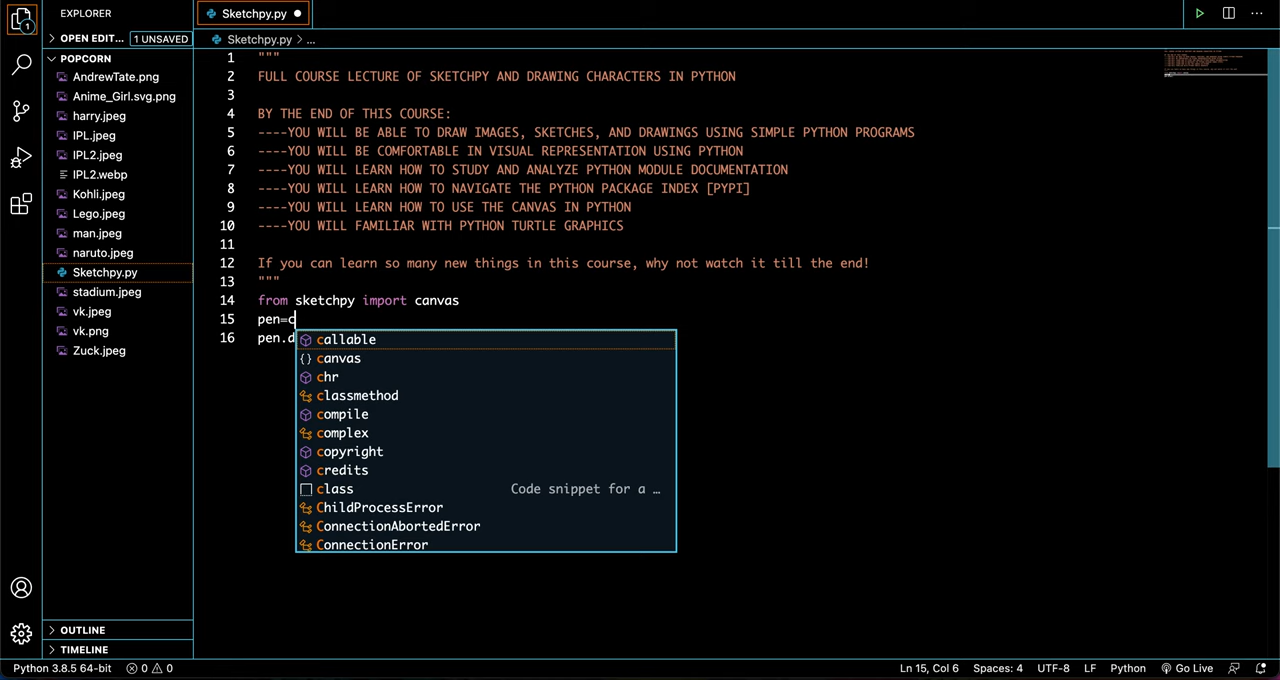 EXPLORER
OPEN EDIT... 1 UNSAVED
POPCORN
AndrewTate.png
Anime_Girl.svg.png
harry.jpeg
IPL.jpeg
IPL2.jpeg
IPL2.webp
Kohli.jpeg
Lego.jpeg
man.jpeg
naruto.jpeg
Sketchpy.py
stadium.jpeg
vk.jpeg
vk.png
Zuck.jpeg
OUTLINE
TIMELINE
1
Sketchpy.py
Sketchpy.py > ...
1 """
2 FULL COURSE LECTURE OF SKETCHPY AND DRAWING CHARACTERS IN PYTHON
3
4 BY THE END OF THIS COURSE:
5 ----YOU WILL BE ABLE TO DRAW IMAGES, SKETCHES, AND DRAWINGS USING SIMPLE PYTHON PROGRAMS
6 ----YOU WILL BE COMFORTABLE IN VISUAL REPRESENTATION USING PYTHON
7 ----YOU WILL LEARN HOW TO STUDY AND ANALYZE PYTHON MODULE DOCUMENTATION
8 ----YOU WILL LEARN HOW TO NAVIGATE THE PYTHON PACKAGE INDEX [PYPI]
9 ----YOU WILL LEARN HOW TO USE THE CANVAS IN PYTHON
10 ----YOU WILL FAMILIAR WITH PYTHON TURTLE GRAPHICS
11
12 If you can learn so many new things in this course, why not watch it till the end!
13 """
14 from sketchpy import canvas
15 pen=c
16 pen.d
callable
canvas
chr
classmethod
compile
complex
copyright
credits
class Code snippet for a …
ChildProcessError
ConnectionAbortedError
ConnectionError
Python 3.8.5 64-bit 0 0 Ln 15, Col 6 Spaces: 4 UTF-8 LF Python Go Live